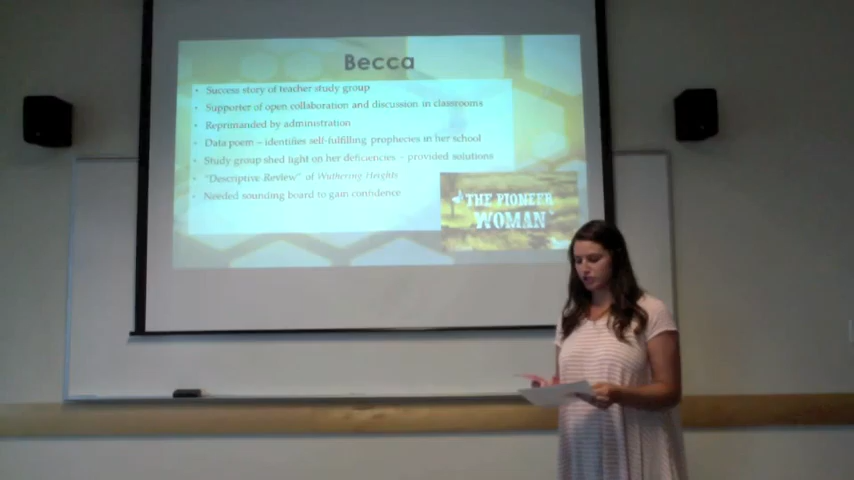 Becca
• Success story of teacher study group
• Supporter of open collaboration and discussion in classrooms
• Reprimanded by administration
• Data poem – identifies self-fulfilling prophecies in her school
• Study group shed light on her deficiencies – provided solutions
• "Descriptive Review" of Wuthering Heights
• Needed sounding board to gain confidence
THE PIONEER
WOMAN